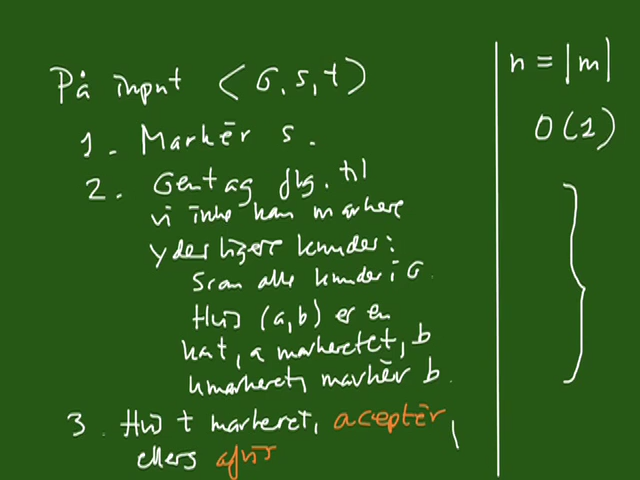 På input ⟨G, s, t⟩
1. Markér s.
2. Gentag flg. til
vi ikke kan markere
yderligere knuder:
Scan alle knuder i G.
Hvis (a,b) er en
kant, a markeret, b
umarkeret, markér b.
3. Hvis t markeret, acceptér,
ellers afvis
n = |m|
O(1)